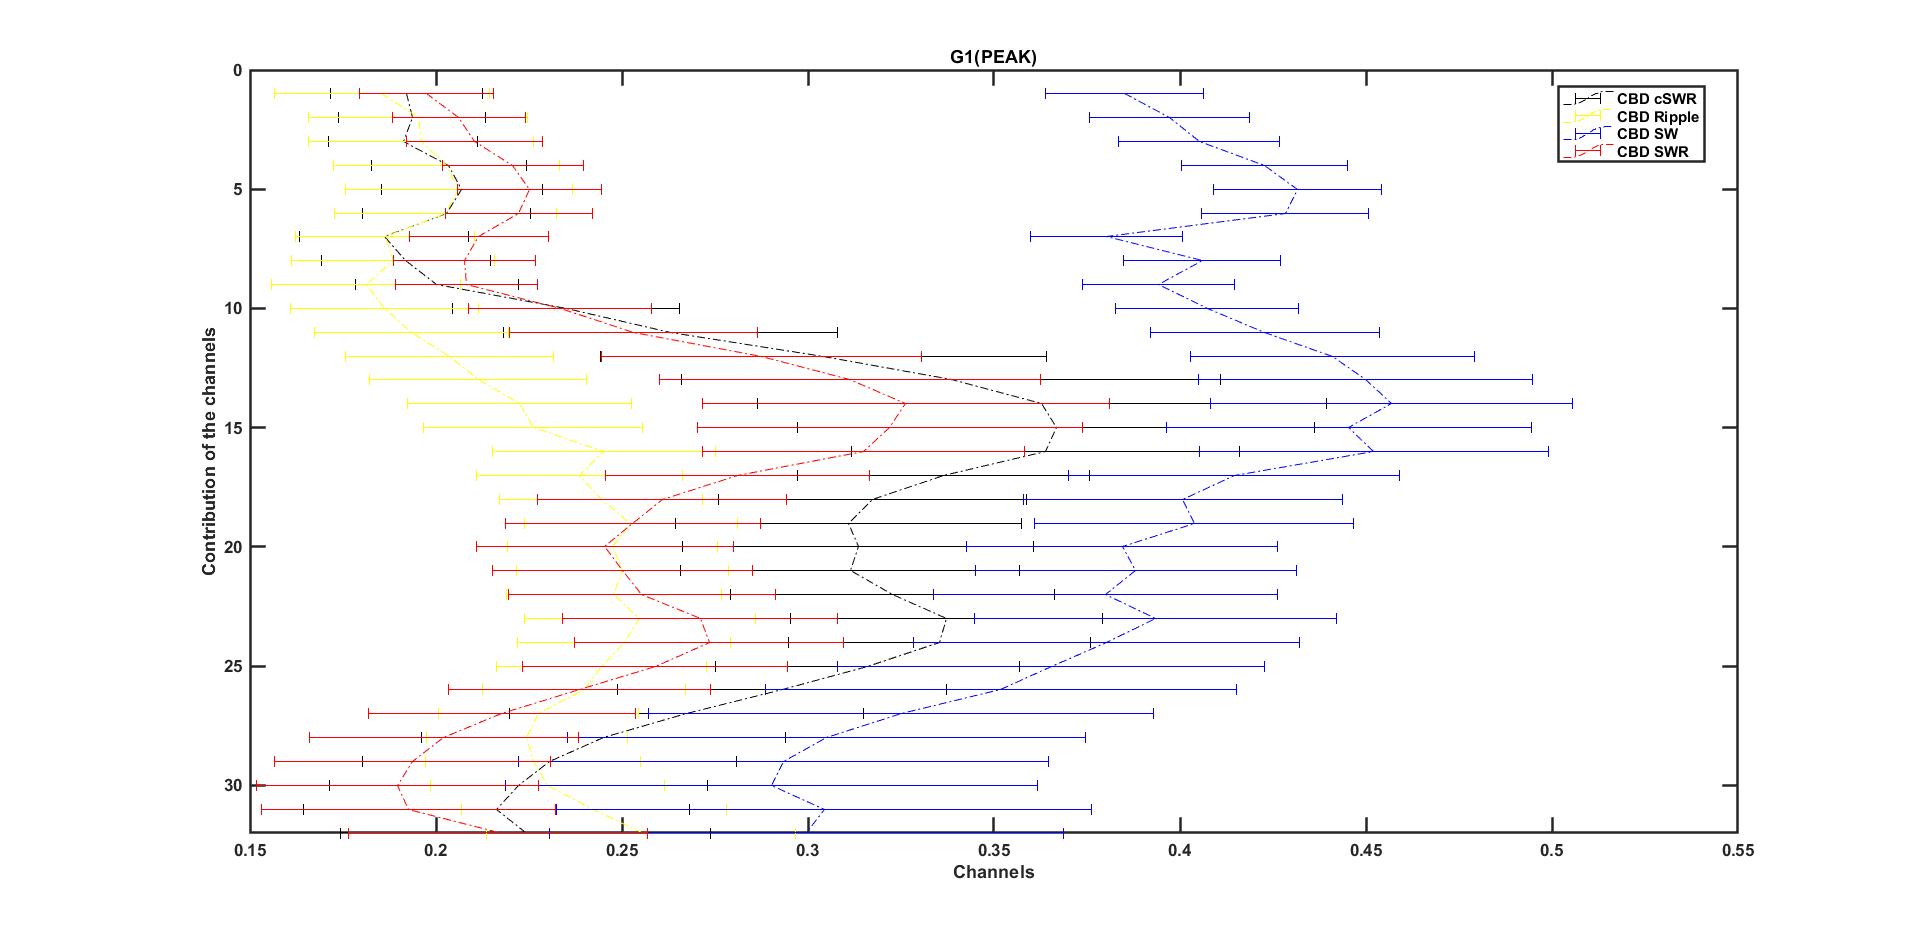 G1(PEAK)
CBD cSWR
CBD Ripple
CBD SW
CBD SWR
Contribution of the channels
0
5
10
15
20
25
30
0.15 0.2 0.25 0.3 0.35 0.4 0.45 0.5 0.55
Channels